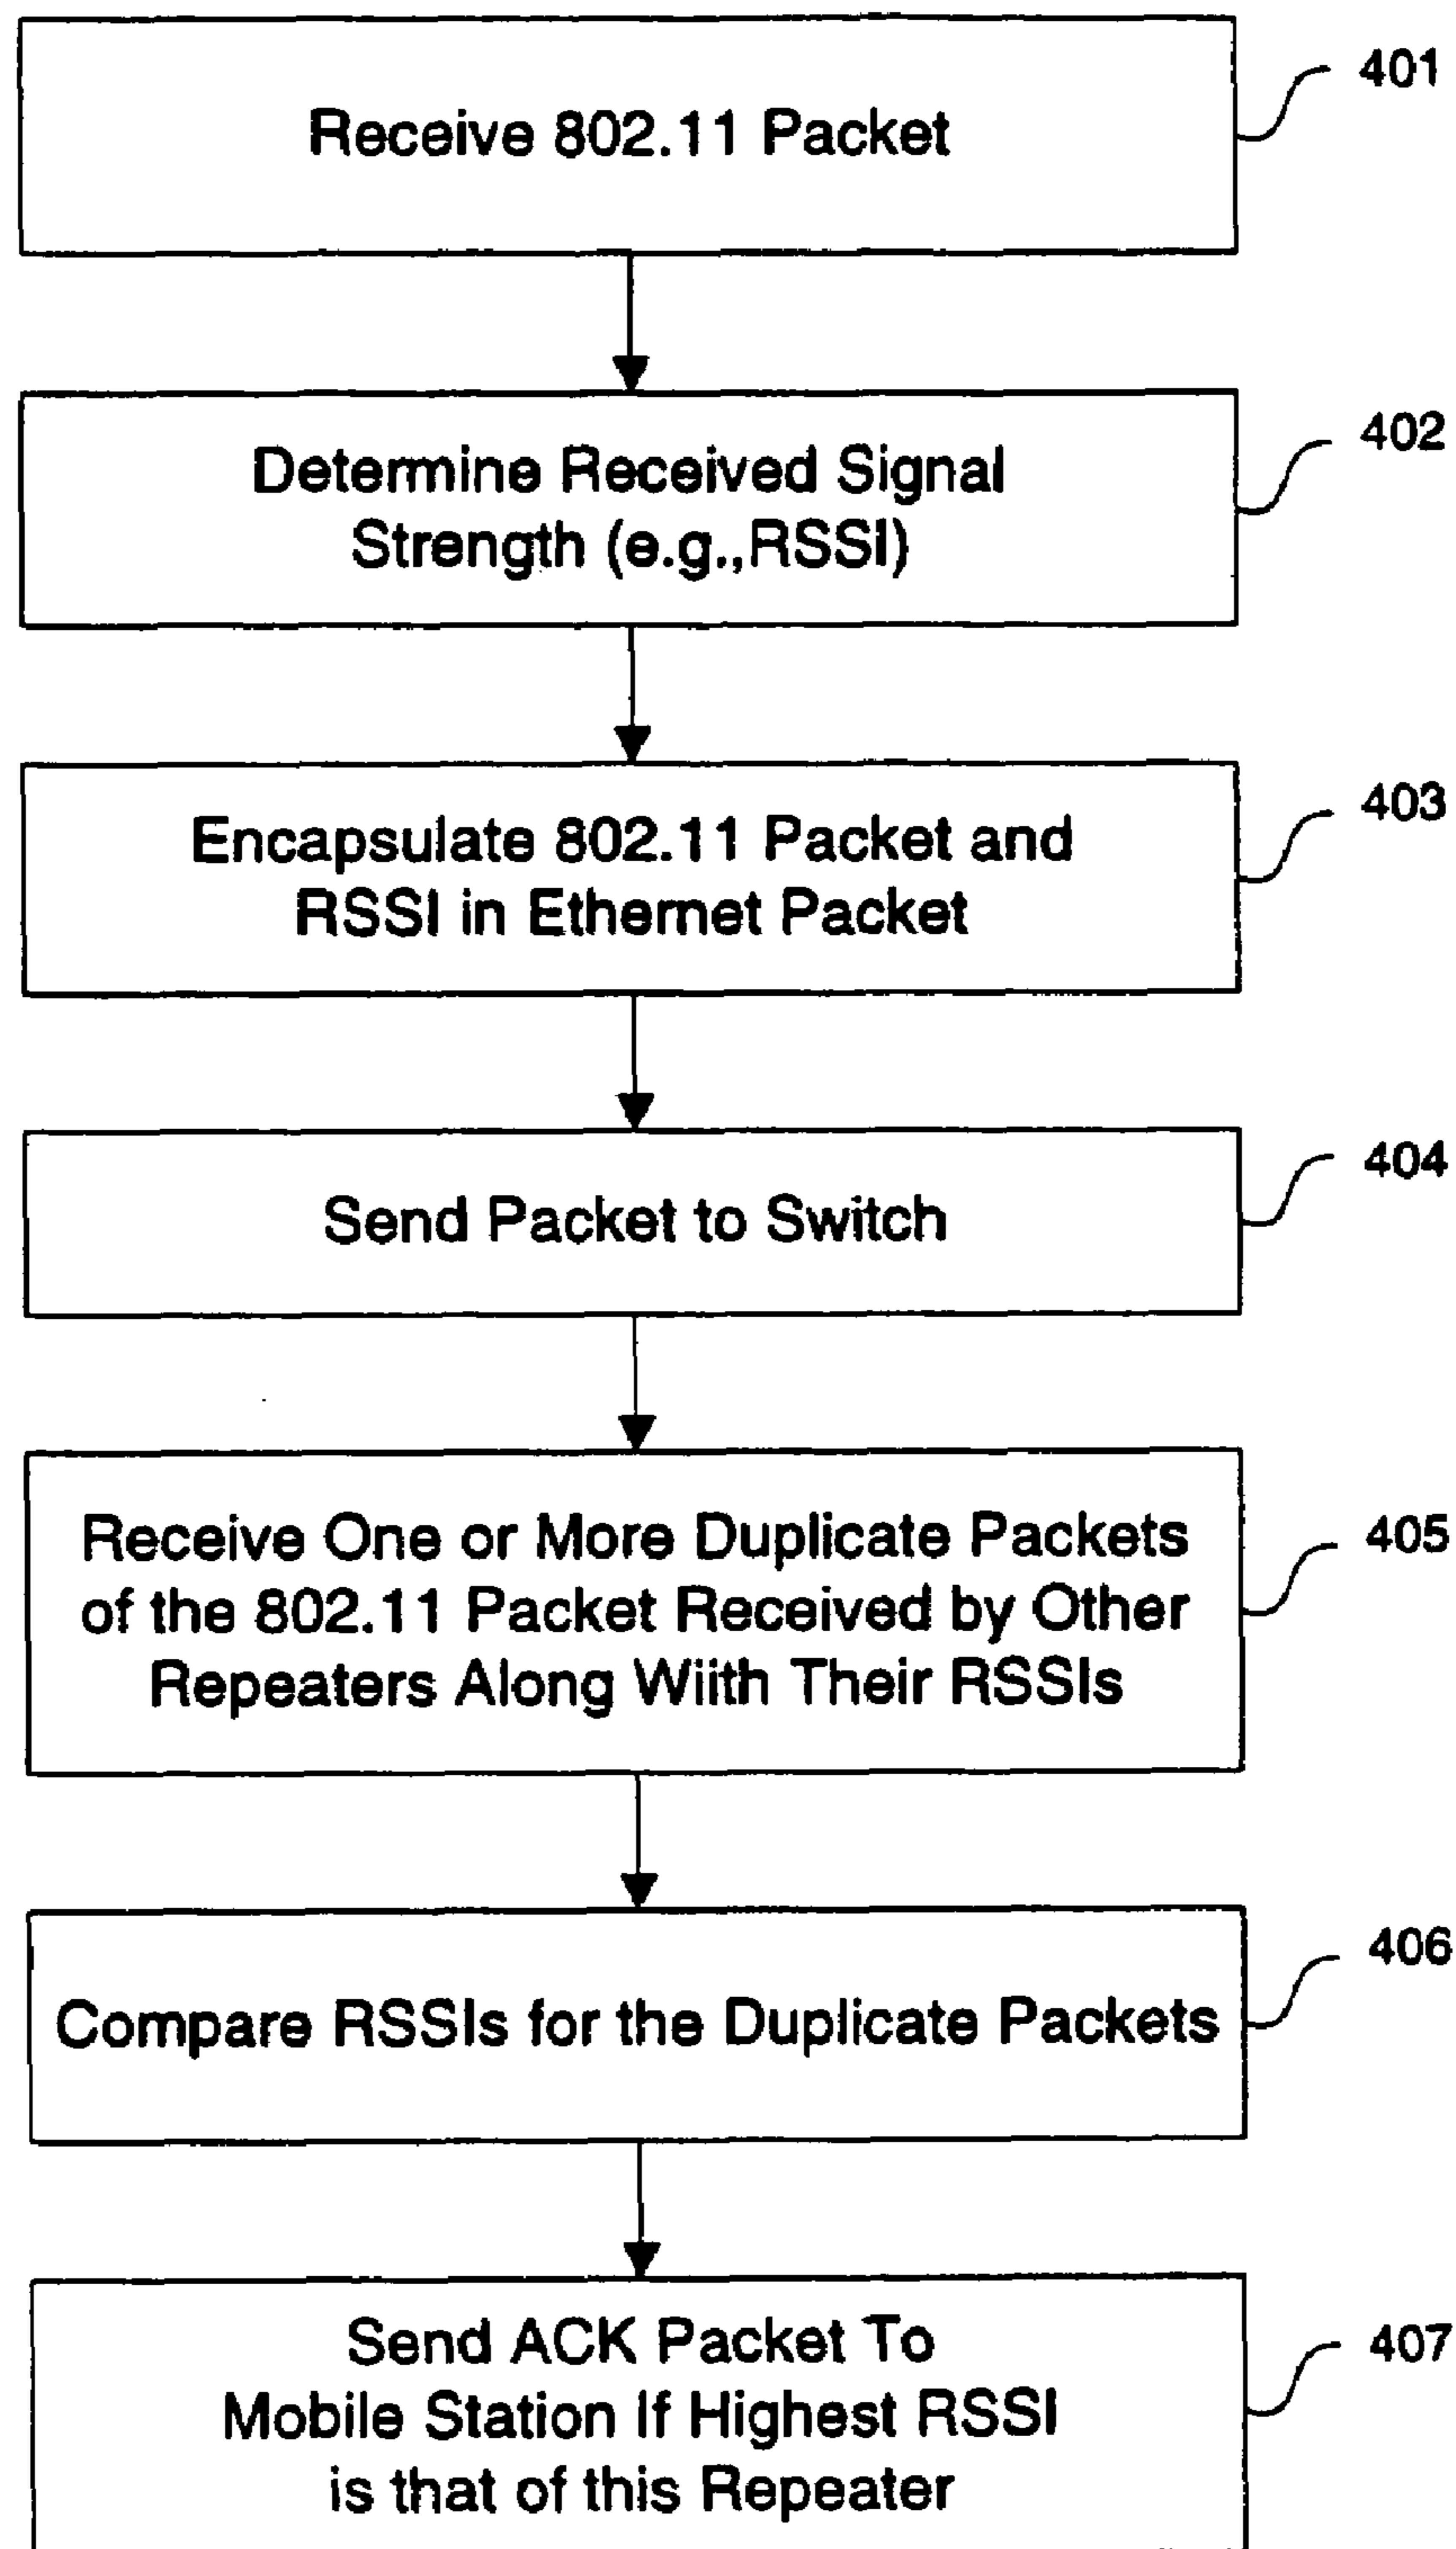 Receive 802.11 Packet
401
Determine Received Signal
Strength (e.g.,RSSI)
402
Encapsulate 802.11 Packet and
RSSI in Ethernet Packet
403
Send Packet to Switch
404
Receive One or More Duplicate Packets
of the 802.11 Packet Received by Other
Repeaters Along Wiith Their RSSIs
405
Compare RSSIs for the Duplicate Packets
406
Send ACK Packet To
Mobile Station If Highest RSSI
is that of this Repeater
407